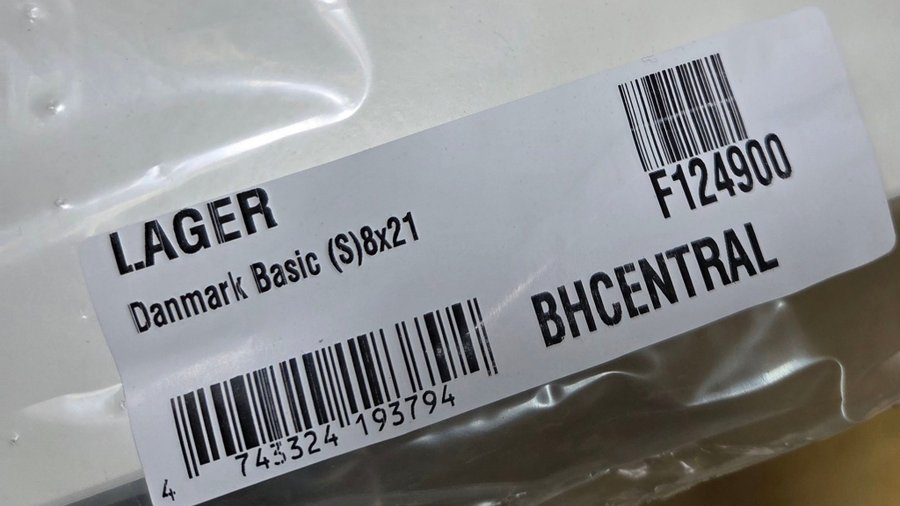 LAGER
Danmark Basic (S)8x21
F124900
BHCENTRAL
4 743324 193794